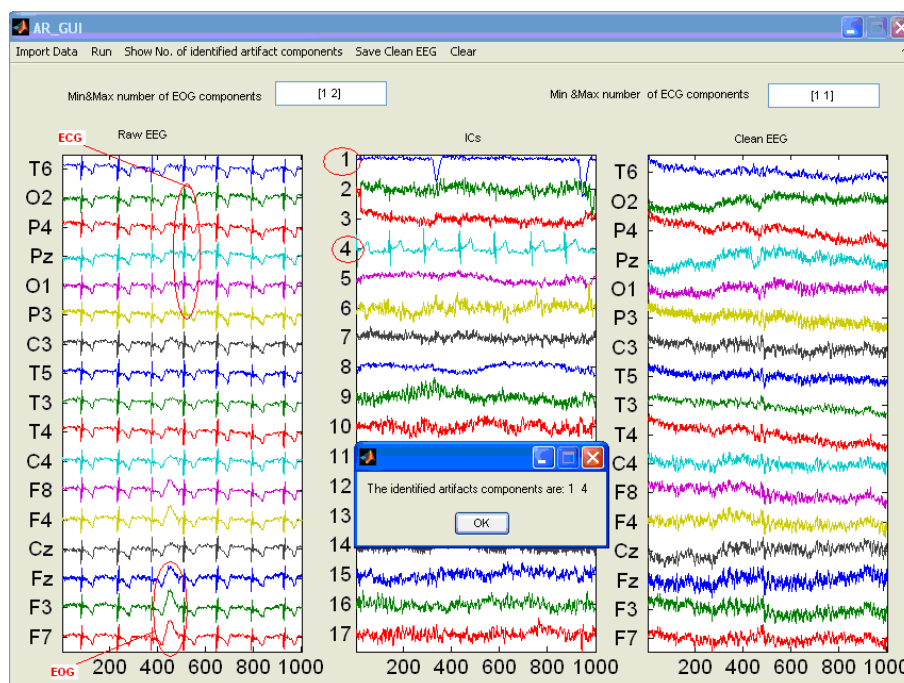 AR_GUI
Import Data Run Show No. of identified artifact components Save Clean EEG Clear
Min&Max number of EOG components [1 2] Min &Max number of ECG components [1 1]
ECG
Raw EEG ICs Clean EEG
T6 1 T6
O2 2 O2
P4 3 P4
Pz 4 Pz
O1 5 O1
P3 6 P3
C3 7 C3
T5 8 T5
T3 9 T3
T4 10 T4
C4 11 C4
F8 12 F8
F4 13 F4
Cz 14 Cz
Fz 15 Fz
F3 16 F3
F7 17 F7
The identified artifacts components are: 1 4
OK
EOG
200 400 600 800 1000 200 400 600 800 1000 200 400 600 800 1000